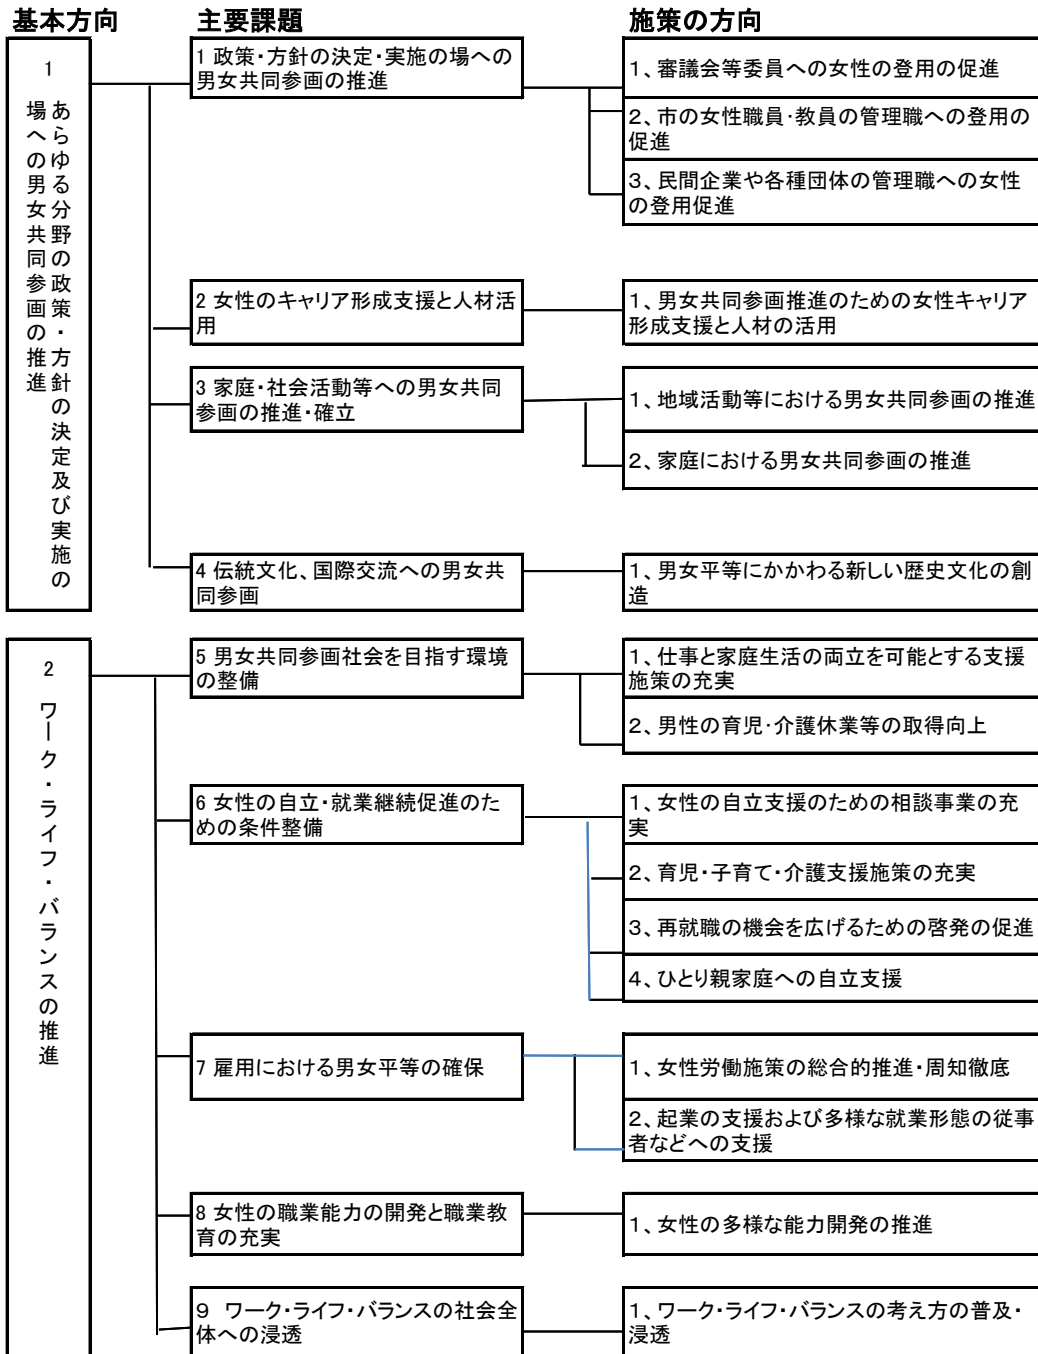 基本方向 主要課題 施策の方向
1
あらゆる分野の政策・方針の決定及び実施の
場への男女共同参画の推進
1 政策・方針の決定・実施の場への
男女共同参画の推進
1、審議会等委員への女性の登用の促進
2、市の女性職員・教員の管理職への登用の
促進
3、民間企業や各種団体の管理職への女性
の登用促進
2 女性のキャリア形成支援と人材活
用
1、男女共同参画推進のための女性キャリア
形成支援と人材の活用
3 家庭・社会活動等への男女共同
参画の推進・確立
1、地域活動等における男女共同参画の推進
2、家庭における男女共同参画の推進
4 伝統文化、国際交流への男女共
同参画
1、男女平等にかかわる新しい歴史文化の創
造
2
ワーク・ライフ・バランスの推進
5 男女共同参画社会を目指す環境
の整備
1、仕事と家庭生活の両立を可能とする支援
施策の充実
2、男性の育児・介護休業等の取得向上
6 女性の自立・就業継続促進のた
めの条件整備
1、女性の自立支援のための相談事業の充
実
2、育児・子育て・介護支援施策の充実
3、再就職の機会を広げるための啓発の促進
4、ひとり親家庭への自立支援
7 雇用における男女平等の確保
1、女性労働施策の総合的推進・周知徹底
2、起業の支援および多様な就業形態の従事
者などへの支援
8 女性の職業能力の開発と職業教
育の充実
1、女性の多様な能力開発の推進
9 ワーク・ライフ・バランスの社会全
体への浸透
1、ワーク・ライフ・バランスの考え方の普及・
浸透